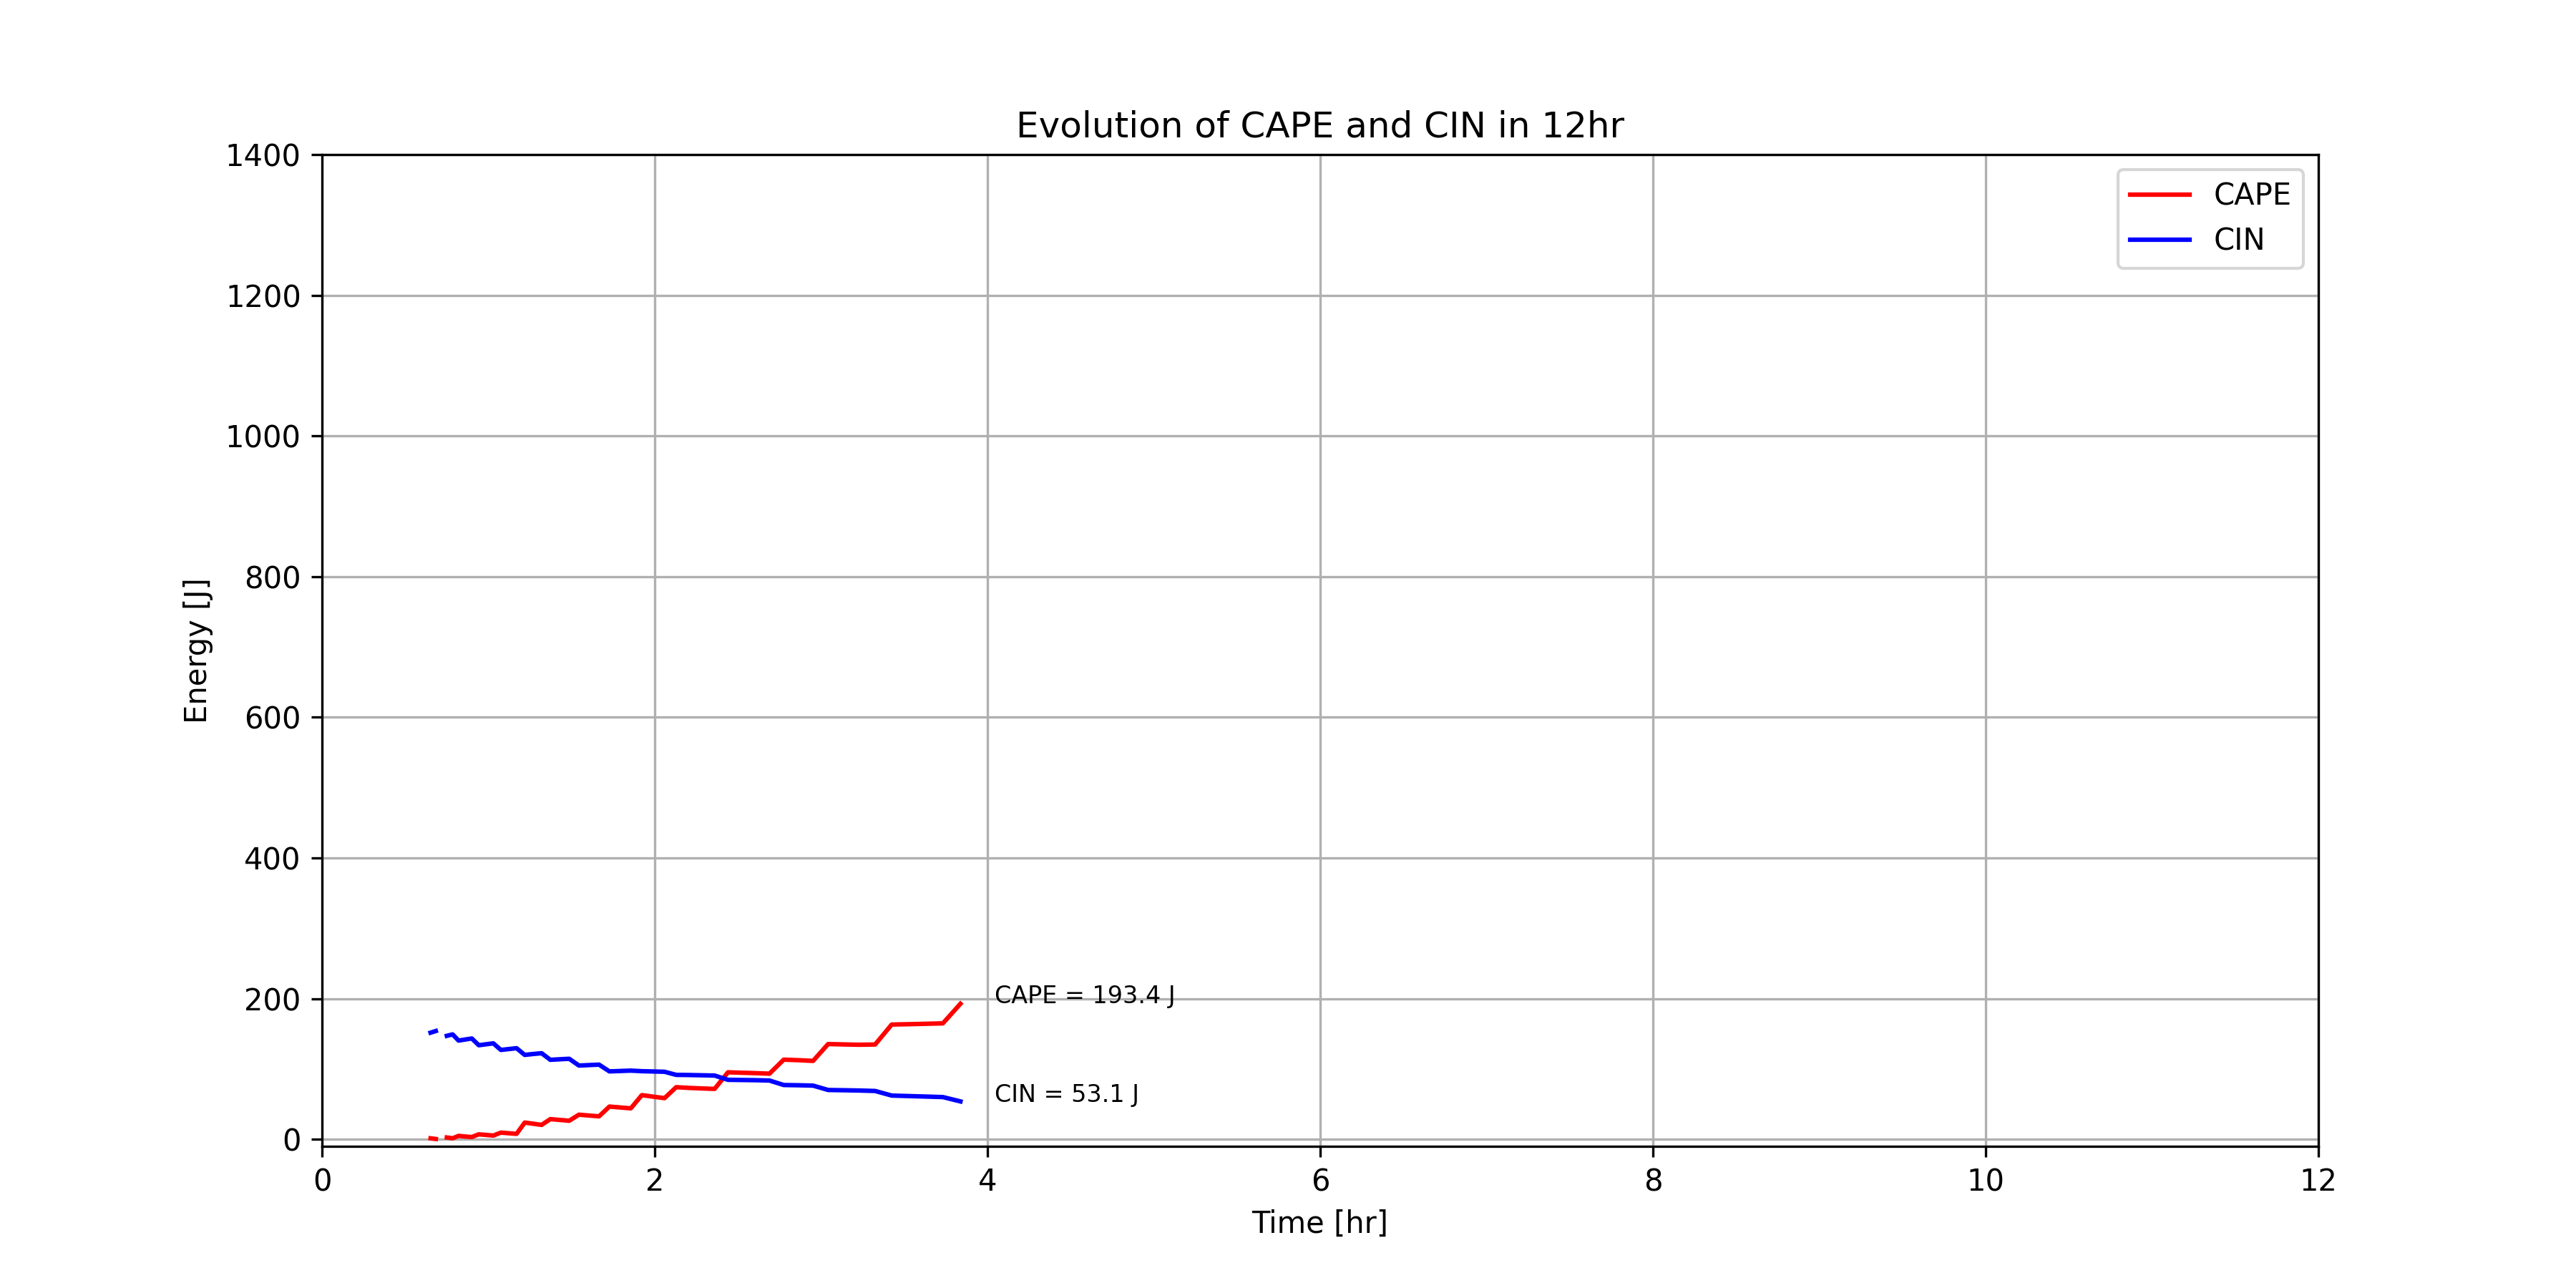 Evolution of CAPE and CIN in 12hr
1400
1200
1000
800
600
400
200
0
Energy [J]
CAPE
CIN
CAPE = 193.4 J
CIN = 53.1 J
0 2 4 6 8 10 12
Time [hr]